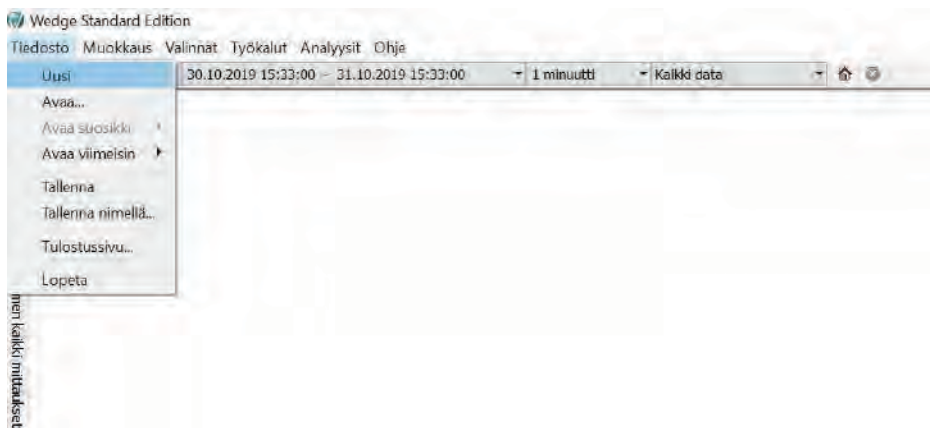 Wedge Standard Edition
Tiedosto Muokkaus Valinnat Työkalut Analyysit Ohje
30.10.2019 15:33:00 - 31.10.2019 15:33:00 1 minuutti Kaikki data
Uusi
Avaa...
Avaa suosikki
Avaa viimeisin
Tallenna
Tallenna nimellä...
Tulostussivu...
Lopeta
kaikki mittaukset